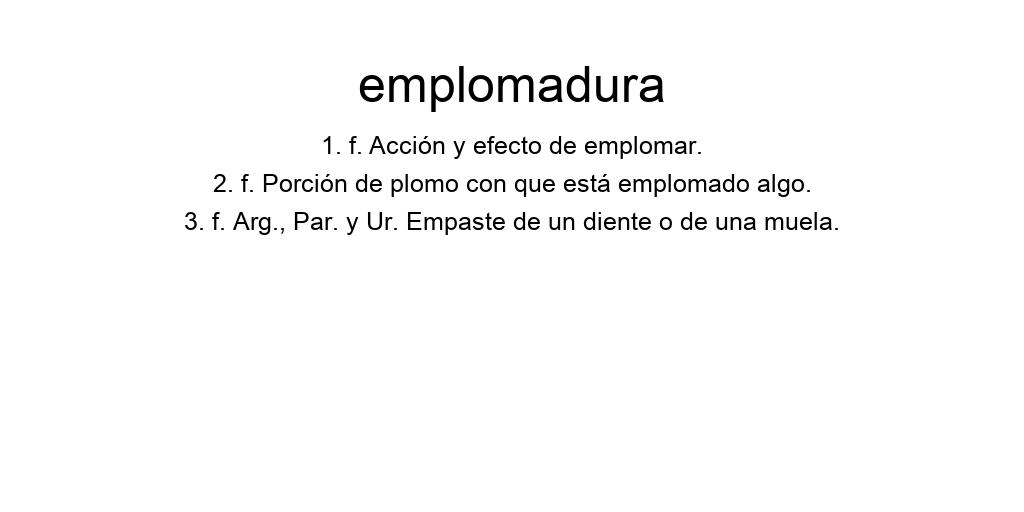 emplomadura
1. f. Acción y efecto de emplomar.
2. f. Porción de plomo con que está emplomado algo.
3. f. Arg., Par. y Ur. Empaste de un diente o de una muela.